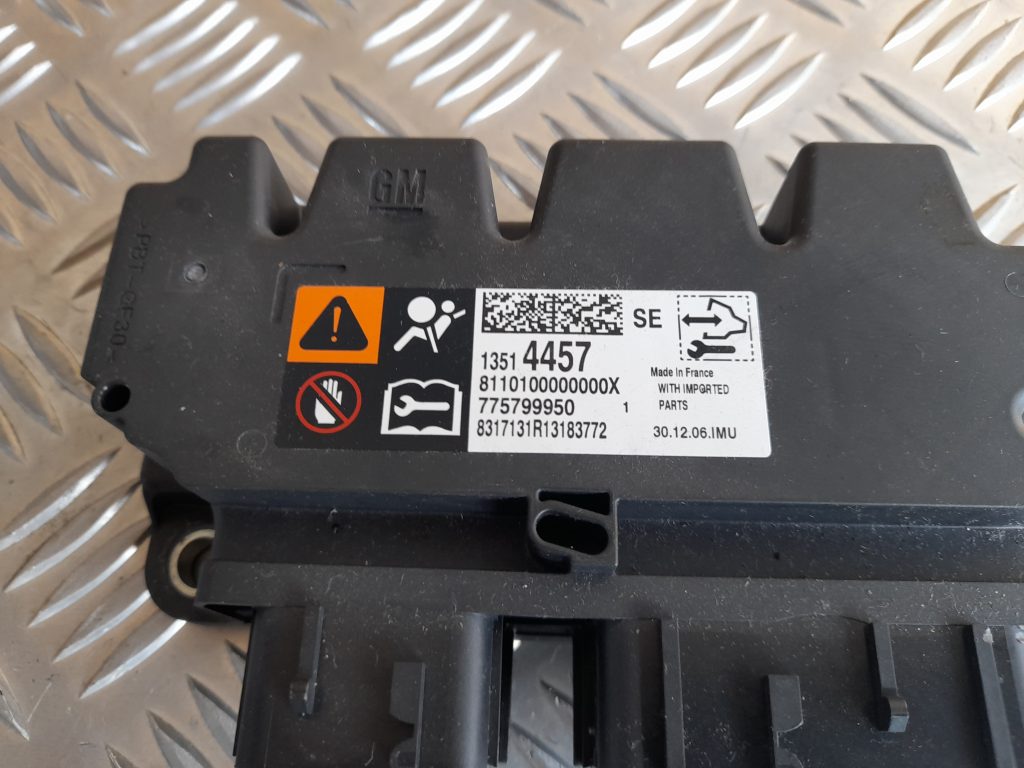 GM
>PBT-GF30<
SE
1351 4457
8110100000000X
775799950 1
8317131R13183772
Made in France
WITH IMPORTED
PARTS
30.12.06.IMU